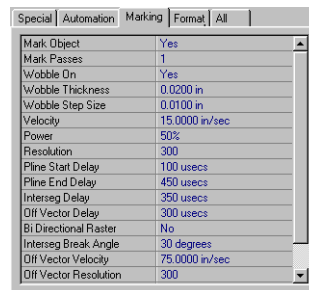 Special Automation Marking Format All
Mark Object Yes
Mark Passes 1
Wobble On Yes
Wobble Thickness 0.0200 in
Wobble Step Size 0.0100 in
Velocity 15.0000 in/sec
Power 50%
Resolution 300
Pline Start Delay 100 usecs
Pline End Delay 450 usecs
Interseg Delay 350 usecs
Off Vector Delay 300 usecs
Bi Directional Raster No
Interseg Break Angle 30 degrees
Off Vector Velocity 75.0000 in/sec
Off Vector Resolution 300